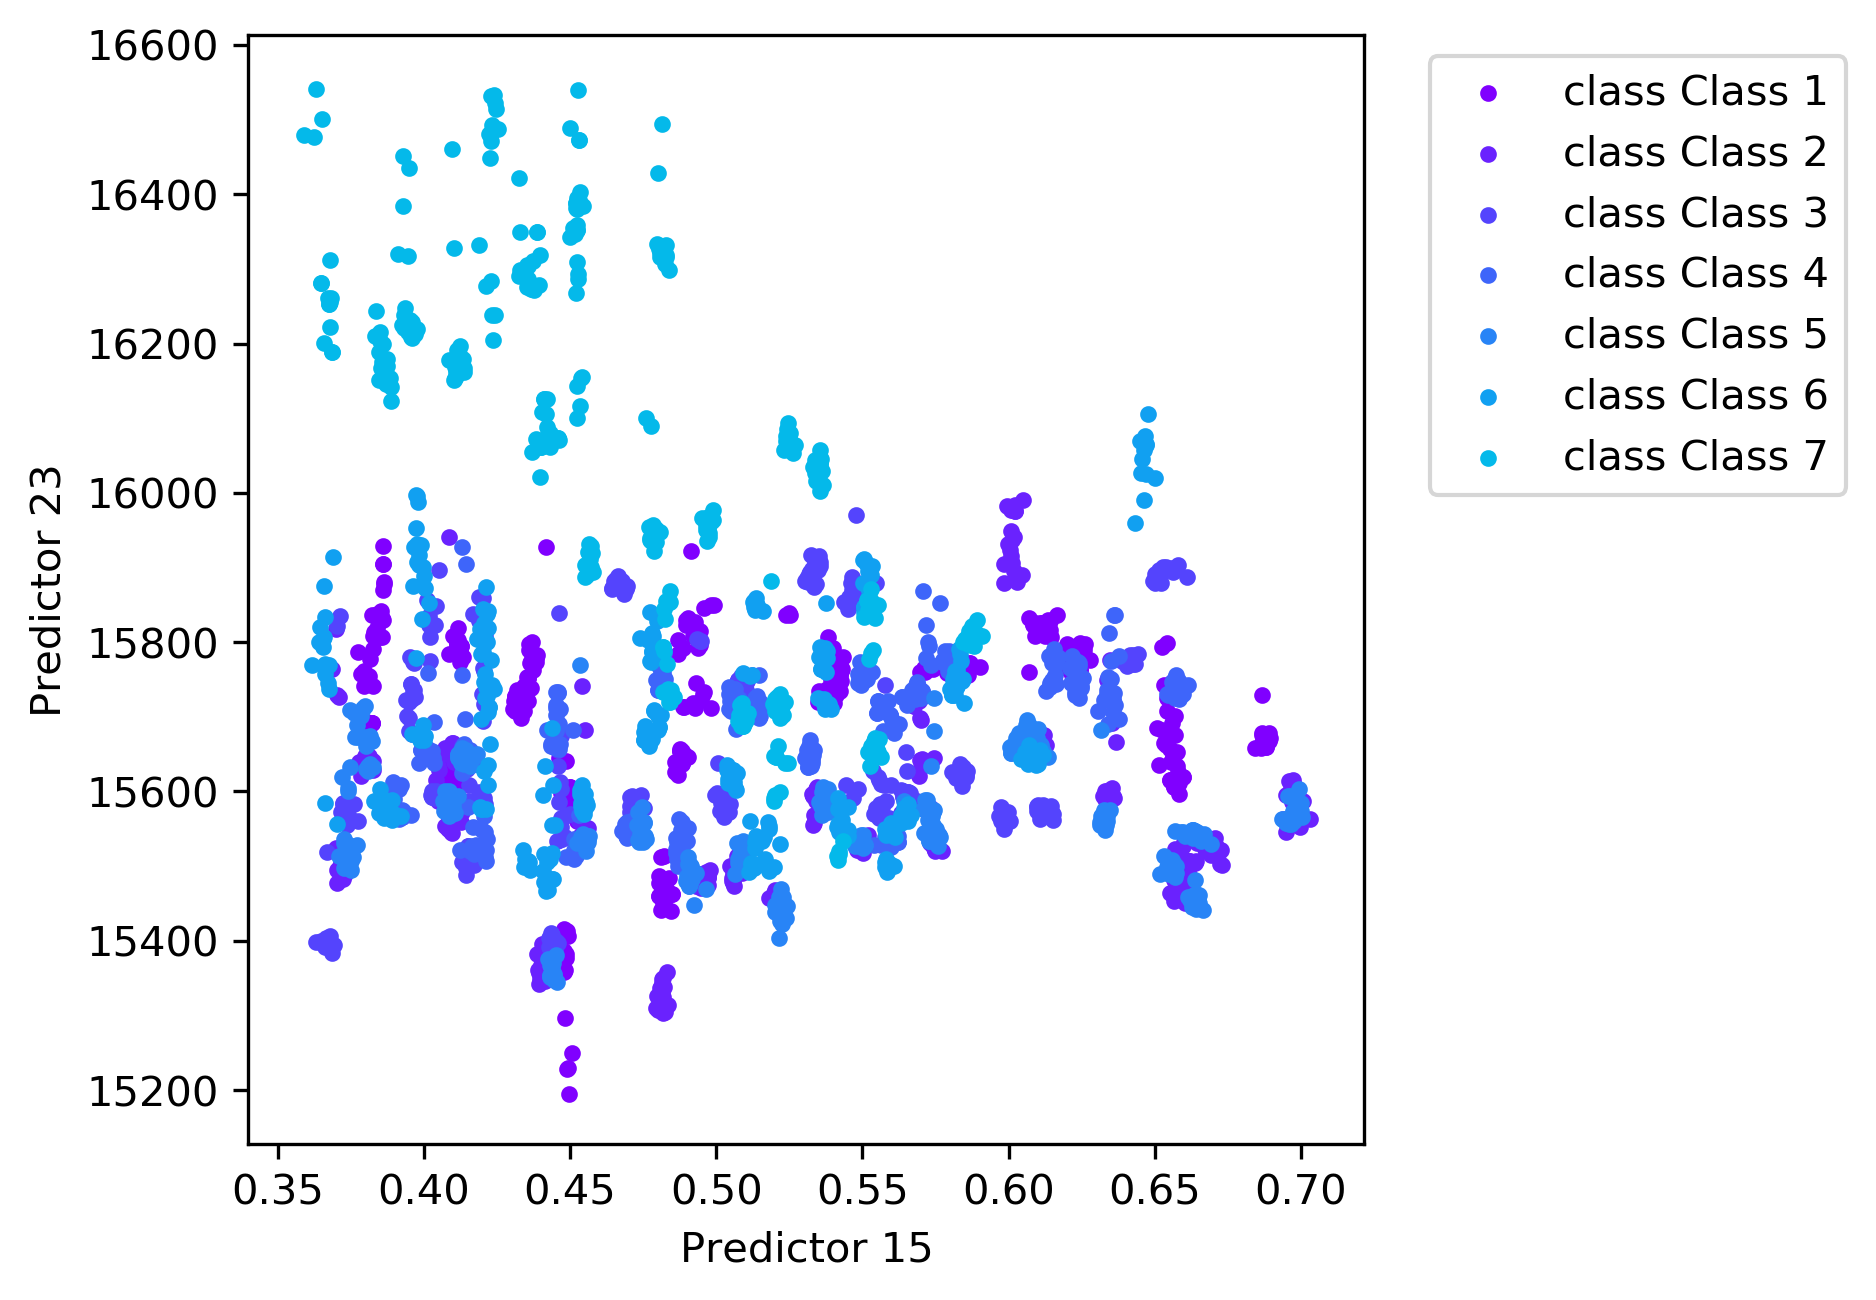 16600
16400
16200
16000
15800
15600
15400
15200
Predictor 23
0.35 0.40 0.45 0.50 0.55 0.60 0.65 0.70
Predictor 15
class Class 1
class Class 2
class Class 3
class Class 4
class Class 5
class Class 6
class Class 7